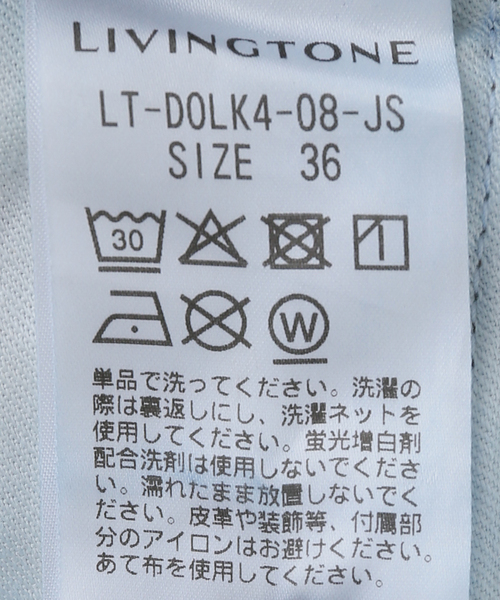 LIVINGTONE
LT-DOLK4-08-JS
SIZE 36
30
W
単品で洗ってください。洗濯の
際は裏返しにし、洗濯ネットを
使用してください。蛍光増白剤
配合洗剤は使用しないでくださ
い。濡れたまま放置しないでく
ださい。皮革や装飾等、付属部
分のアイロンはお避けください。
あて布を使用してください。